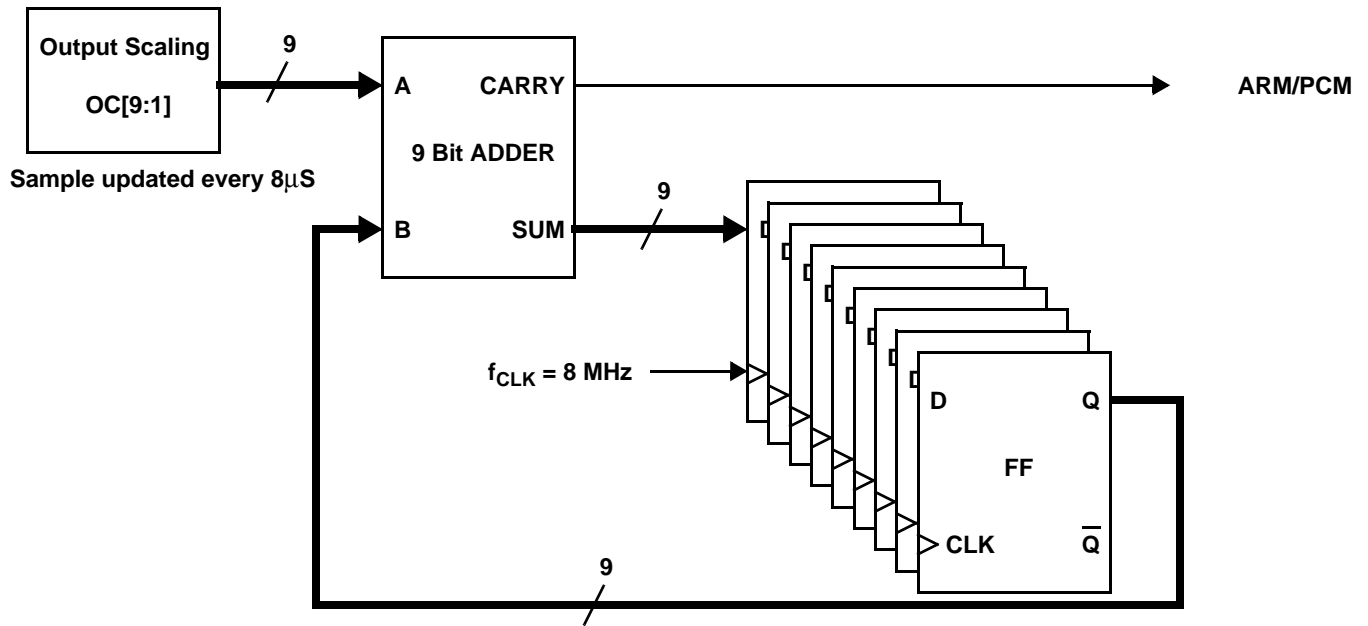 Output Scaling
OC[9:1]
Sample updated every 8μS
9
A
CARRY
9 Bit ADDER
B
SUM
ARM/PCM
9
fCLK = 8 MHz
D
Q
FF
CLK
Q̅
9